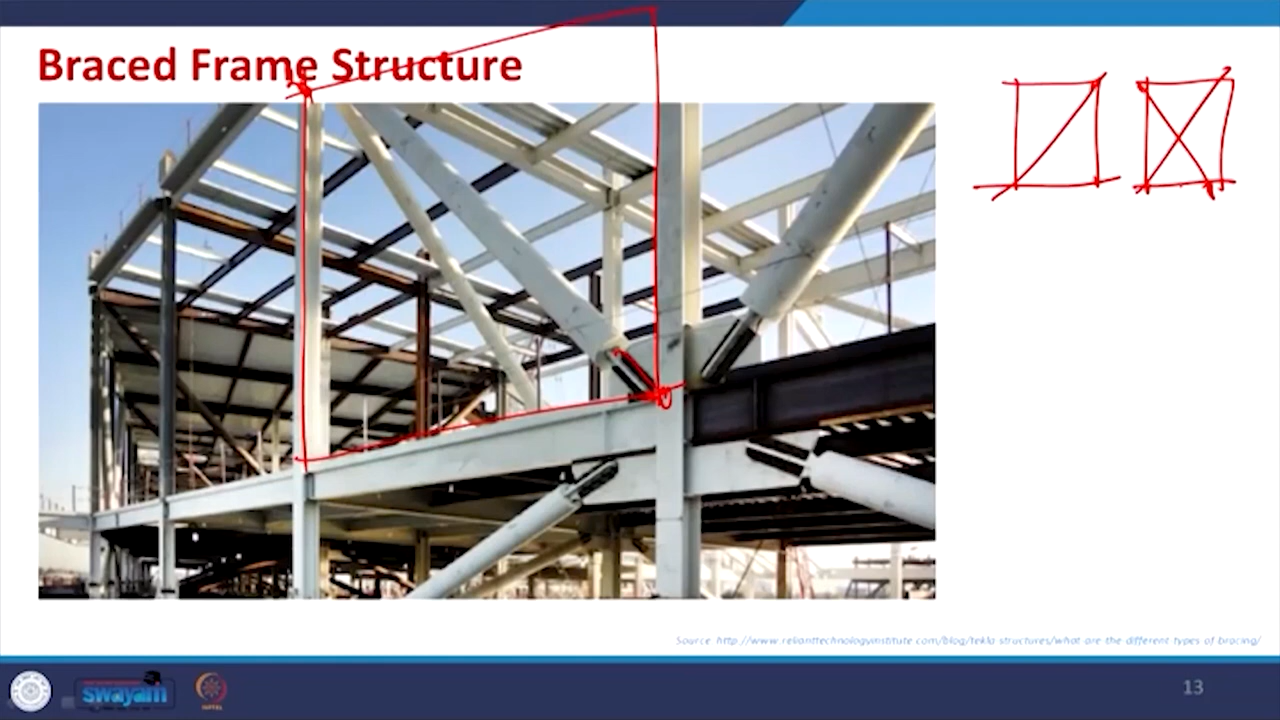 Braced Frame Structure
Source: http://www.relianttechnologyinstitute.com/blog/tekla structures/what-are-the-different-types-of-bracing/
swayam
13